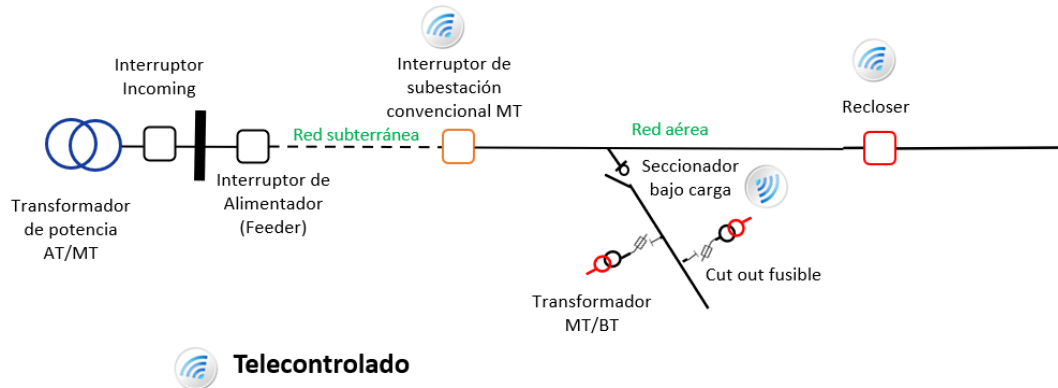 Interruptor
Incoming
Interruptor de
subestación
convencional MT
Recloser
Red subterránea
Red aérea
Transformador
de potencia
AT/MT
Interruptor de
Alimentador
(Feeder)
Seccionador
bajo carga
Cut out fusible
Transformador
MT/BT
Telecontrolado